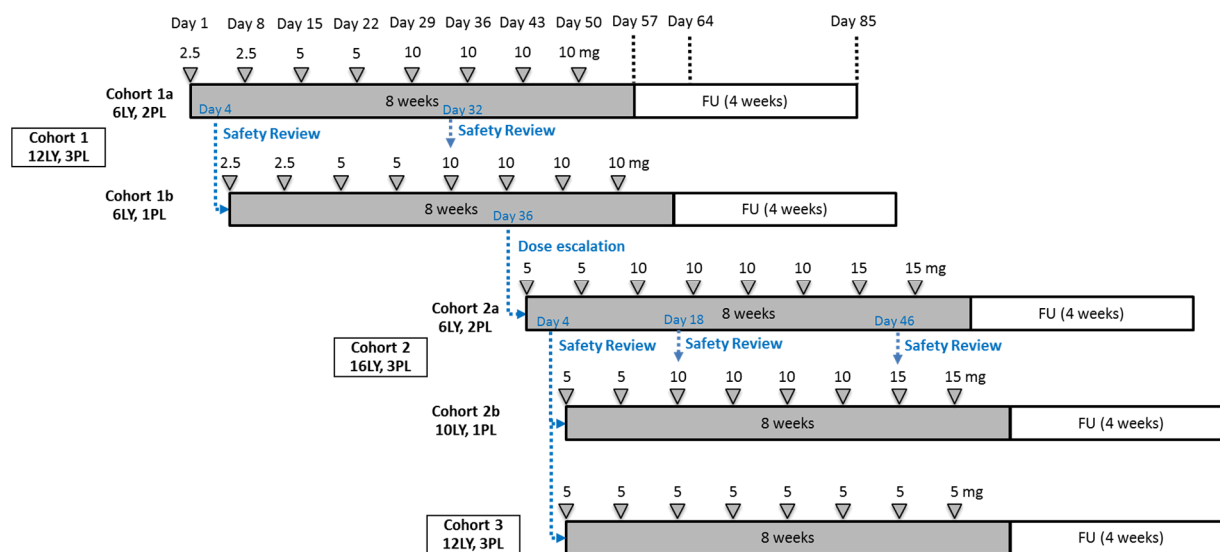 Day 1 Day 8 Day 15 Day 22 Day 29 Day 36 Day 43 Day 50 Day 57 Day 64 Day 85
2.5 2.5 5 5 10 10 10 10 mg
Cohort 1a
6LY, 2PL
8 weeks
FU (4 weeks)
Day 4
Day 32
Safety Review
Safety Review
Cohort 1
12LY, 3PL
2.5 2.5 5 5 10 10 10 10 mg
Cohort 1b
6LY, 1PL
8 weeks
FU (4 weeks)
Day 36
Dose escalation
5 5 10 10 10 10 15 15 mg
Cohort 2a
6LY, 2PL
8 weeks
FU (4 weeks)
Day 4
Day 18
Day 46
Safety Review
Safety Review
Safety Review
Cohort 2
16LY, 3PL
5 5 10 10 10 10 15 15 mg
Cohort 2b
10LY, 1PL
8 weeks
FU (4 weeks)
5 5 5 5 5 5 5 5 mg
Cohort 3
12LY, 3PL
8 weeks
FU (4 weeks)